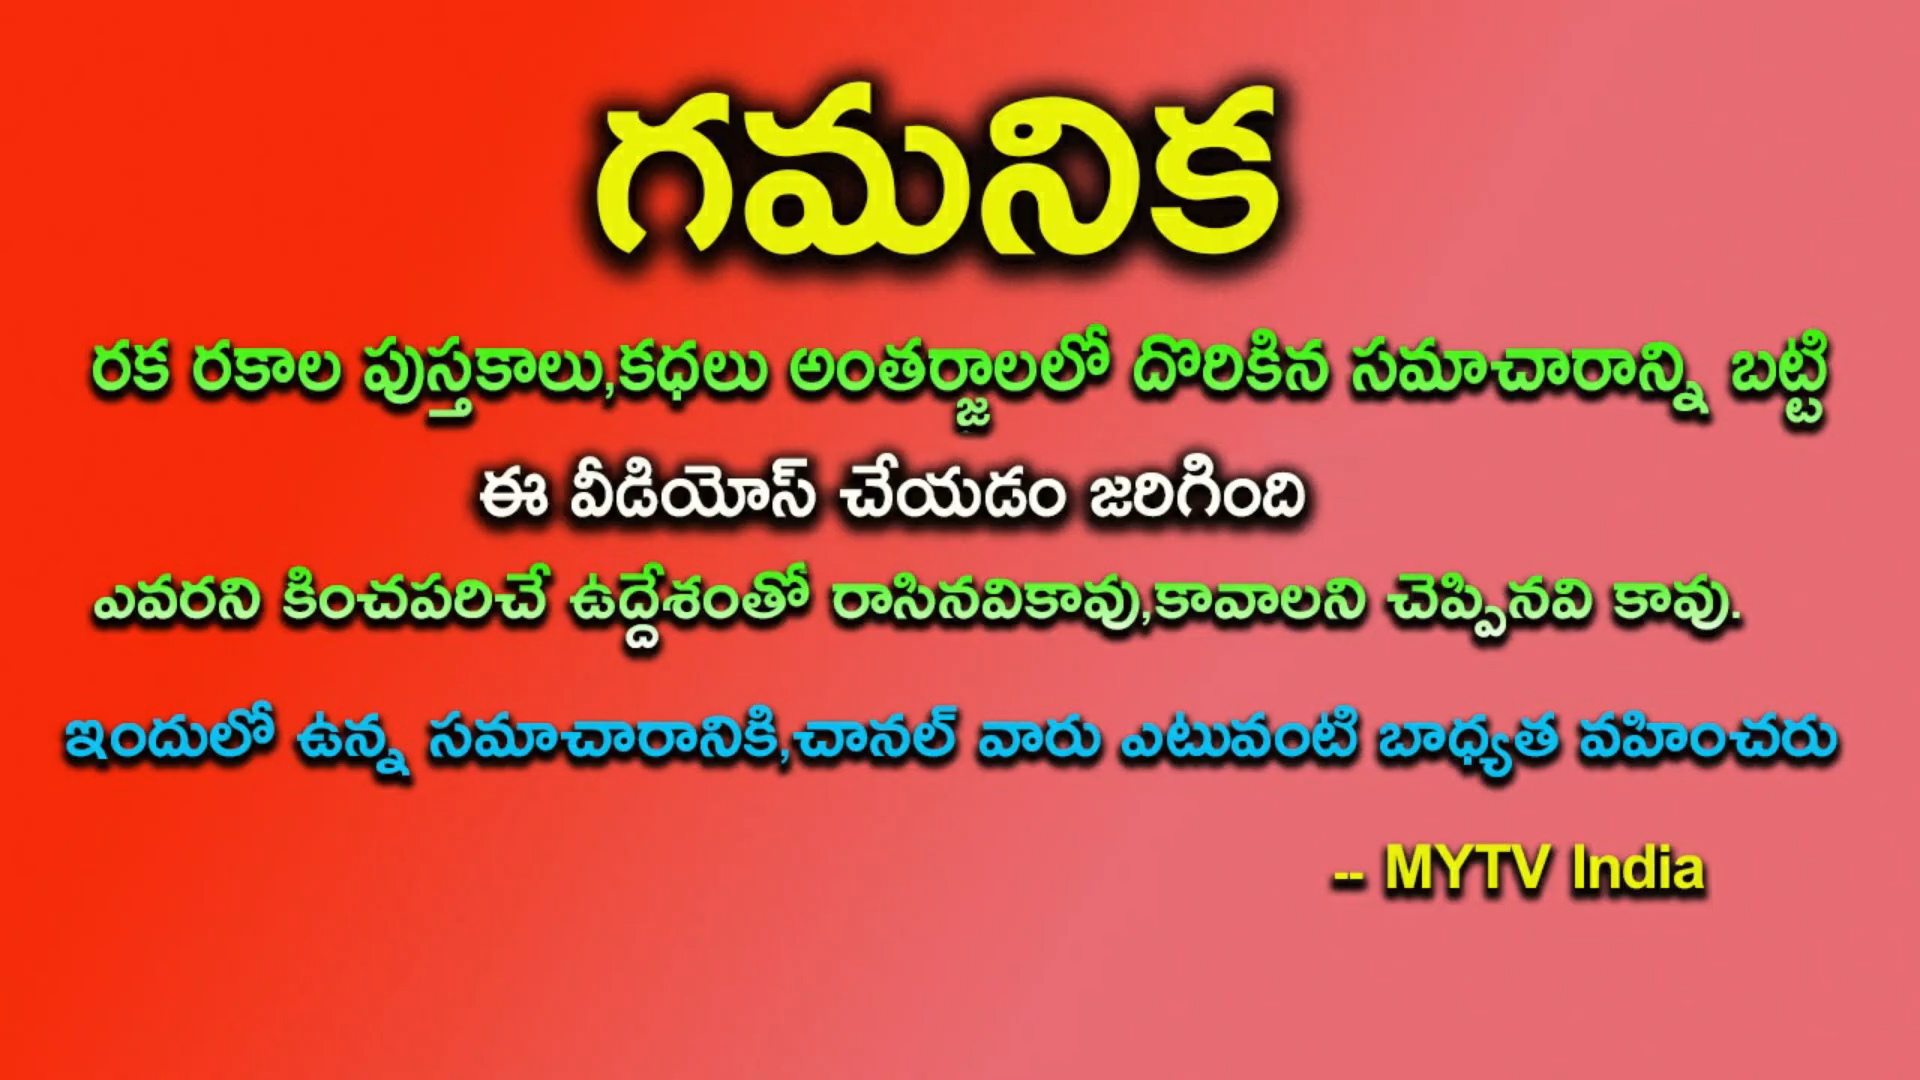 గమనిక
రక రకాల పుస్తకాలు,కధలు అంతర్జాలలో దొరికిన సమాచారాన్ని బట్టి
ఈ వీడియోస్ చేయడం జరిగింది
ఎవరని కించపరిచే ఉద్దేశంతో రాసినవికావు,కావాలని చెప్పినవి కావు.
ఇందులో ఉన్న సమాచారానికి,చానల్ వారు ఎటువంటి బాధ్యత వహించరు
-- MYTV India